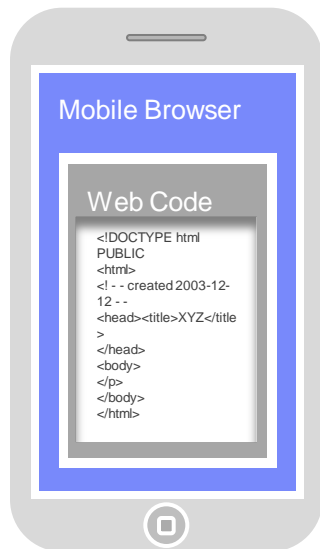 Mobile Browser
Web Code
<!DOCTYPE html
PUBLIC
<html>
<! - - created 2003-12-
12 - -
<head><title>XYZ</title
>
</head>
<body>
</p>
</body>
</html>